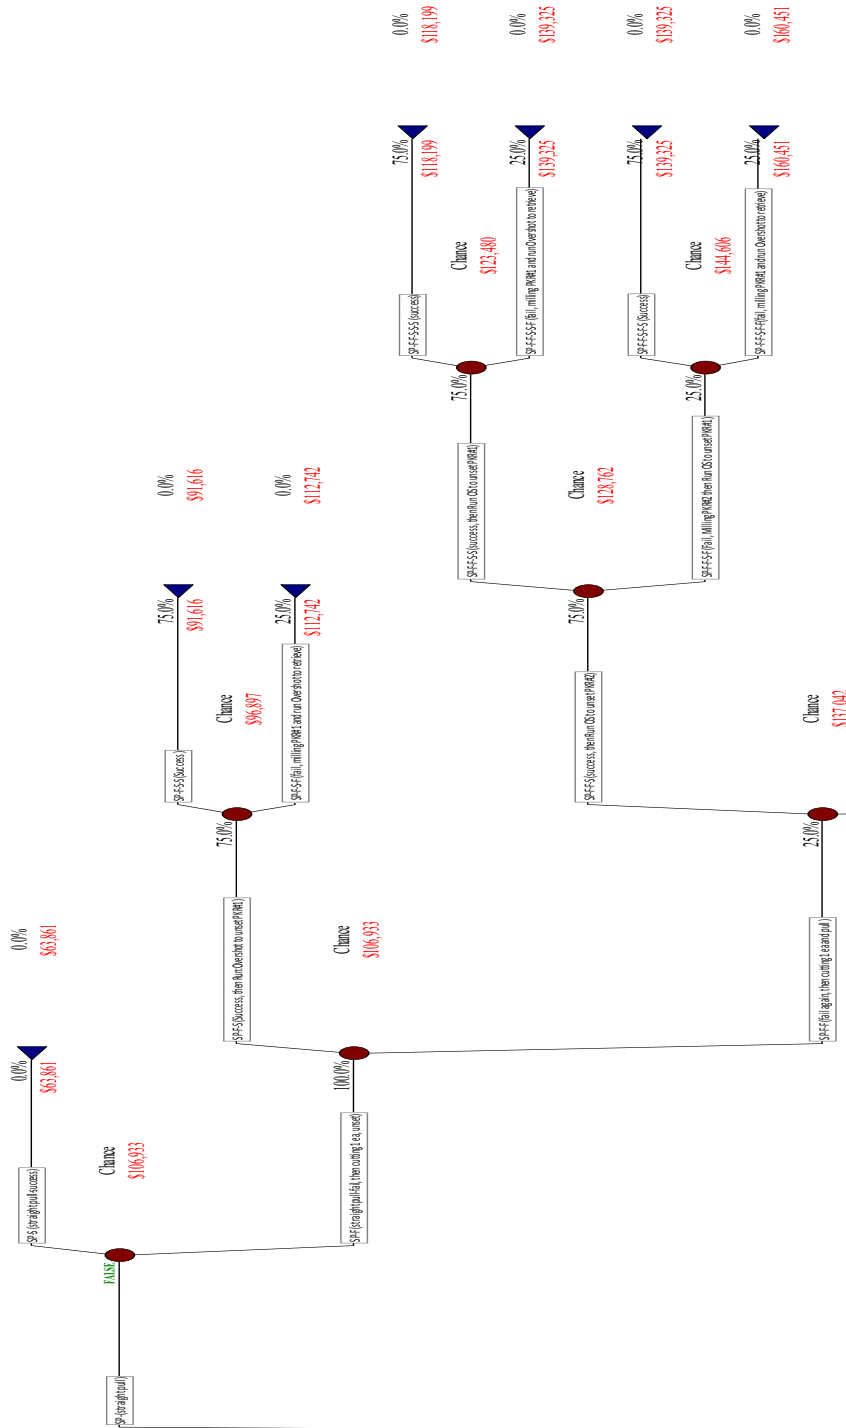 SP-(straight pull)
FALSE
Chance
$106,933
SP-S (straight pull-success)
0.0%
$63,861
0.0%
$63,861
SP-F(straight pull-fail, then cutting 1 ea, unset)
100.0%
Chance
$106,933
SP-F-S (Success, then Run Overshot to unset PKR#1)
75.0%
Chance
$96,897
SP-F-S-S (Success)
75.0%
$91,616
0.0%
$91,616
SP-F-S-F (fail, milling PKR#1 and run Overshot to retrieve)
25.0%
$112,742
0.0%
$112,742
SP-F-F (fail again, then cutting 1 ea and pull)
25.0%
Chance
$137,042
SP-F-F-S (success, then Run OS to unset PKR#2)
75.0%
Chance
$128,762
SP-F-F-S-S (success, then Run OS to unset PKR#1)
75.0%
Chance
$123,480
SP-F-F-S-S-S (success)
75.0%
$118,199
0.0%
$118,199
SP-F-F-S-S-F (fail, milling PKR#1 and run Overshot to retrieve)
25.0%
$139,325
0.0%
$139,325
SP-F-F-S-F (Fail, Milling PKR#2 then Run OS to unset PKR#1)
25.0%
Chance
$144,606
SP-F-F-S-F-S (Success)
75.0%
$139,325
0.0%
$139,325
SP-F-F-S-F-F(fail, milling PKR#1 and run Overshot to retrieve)
25.0%
$160,451
0.0%
$160,451